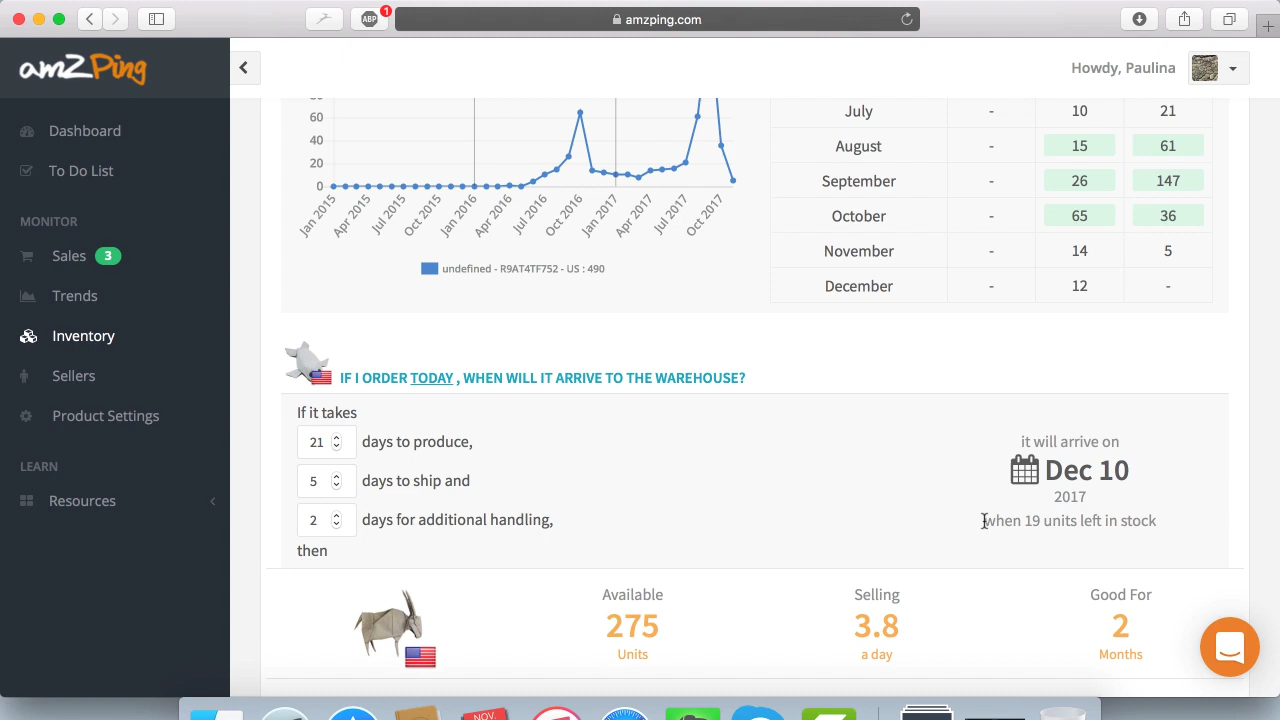 ABP
1
amzping.com
amzPing
Howdy, Paulina
Dashboard
To Do List
MONITOR
Sales 3
Trends
Inventory
Sellers
Product Settings
LEARN
Resources
60
40
20
0
Jan 2015
Apr 2015
Jul 2015
Oct 2015
Jan 2016
Apr 2016
Jul 2016
Oct 2016
Jan 2017
Apr 2017
Jul 2017
Oct 2017
undefined - R9AT4TF752 - US : 490
July - 10 21
August - 15 61
September - 26 147
October - 65 36
November - 14 5
December - 12 -
IF I ORDER TODAY , WHEN WILL IT ARRIVE TO THE WAREHOUSE?
If it takes
21 days to produce,
5 days to ship and
2 days for additional handling,
then
it will arrive on
Dec 10
2017
when 19 units left in stock
Available
275
Units
Selling
3.8
a day
Good For
2
Months
NOV.